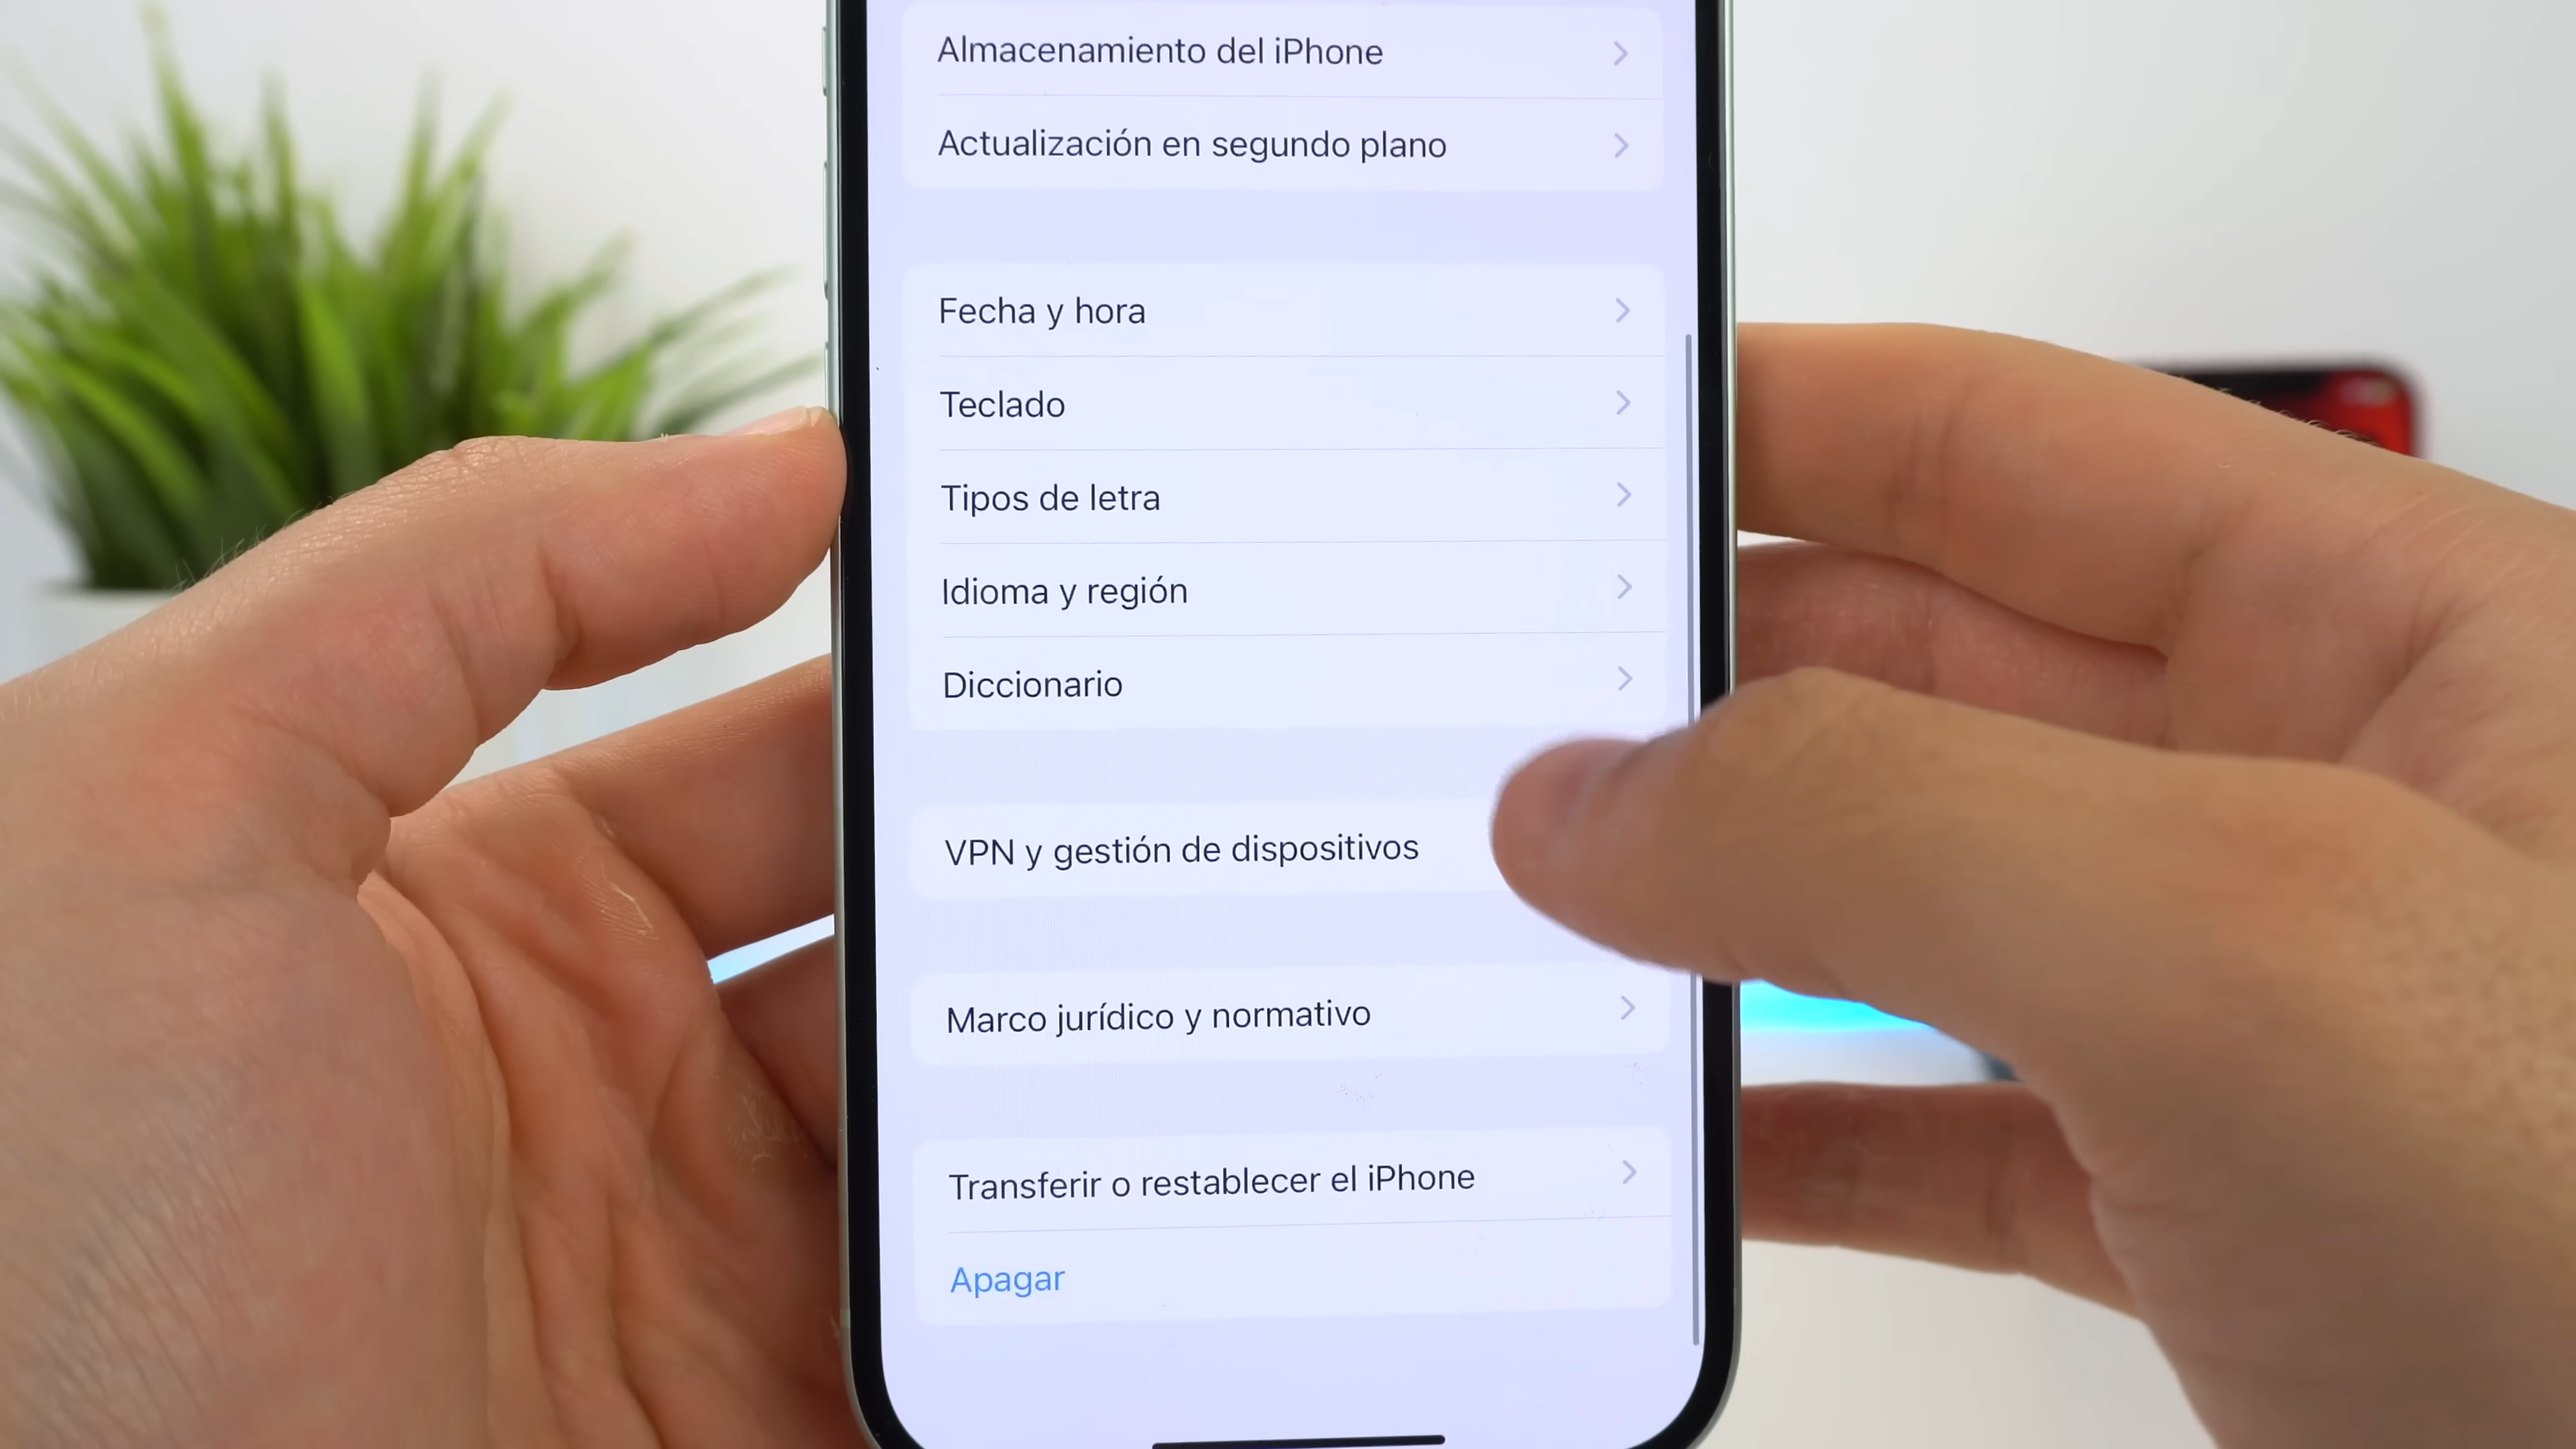 Almacenamiento del iPhone
Actualización en segundo plano
Fecha y hora
Teclado
Tipos de letra
Idioma y región
Diccionario
VPN y gestión de dispositivos
Marco jurídico y normativo
Transferir o restablecer el iPhone
Apagar